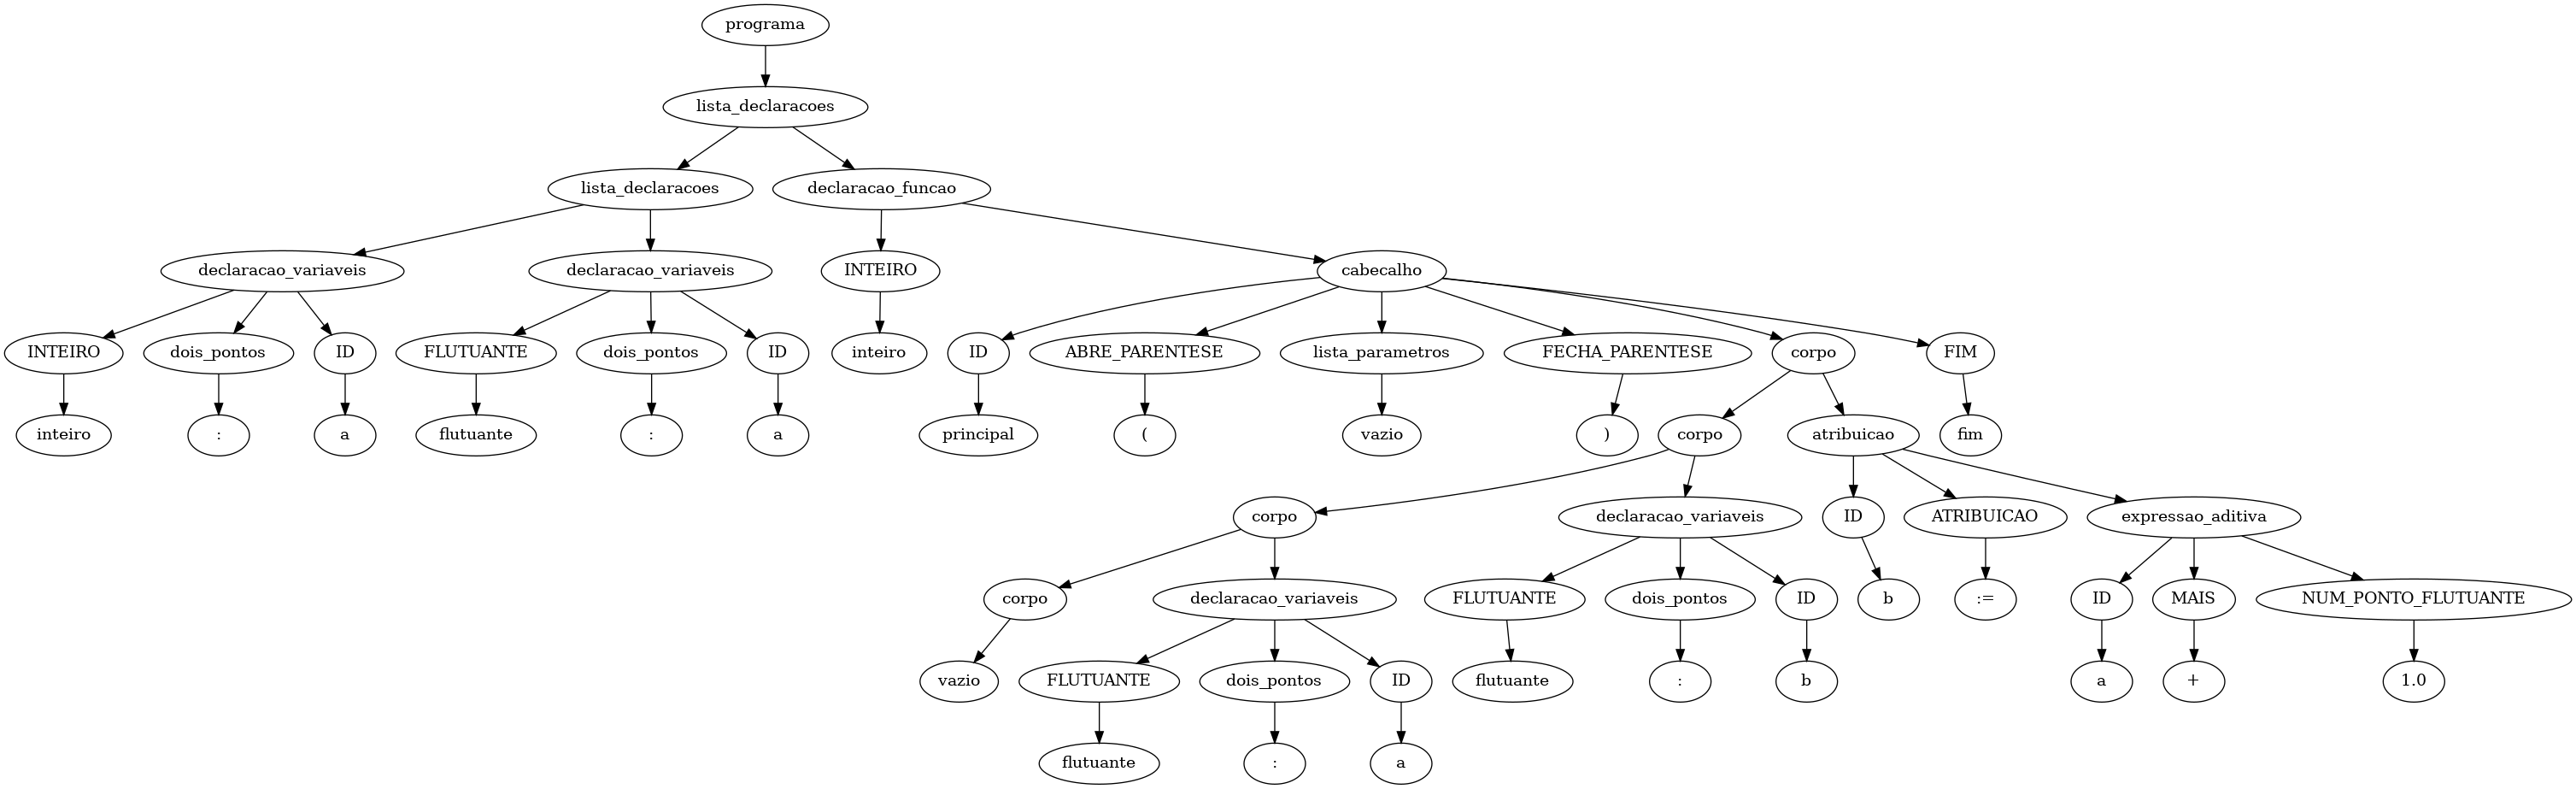 programa
lista_declaracoes
lista_declaracoes declaracao_funcao
declaracao_variaveis declaracao_variaveis INTEIRO cabecalho
INTEIRO dois_pontos ID FLUTUANTE dois_pontos ID inteiro ID ABRE_PARENTESE lista_parametros FECHA_PARENTESE corpo FIM
inteiro : a flutuante : a principal ( vazio ) corpo atribuicao fim
corpo declaracao_variaveis ID ATRIBUICAO expressao_aditiva
corpo declaracao_variaveis FLUTUANTE dois_pontos ID b := ID MAIS NUM_PONTO_FLUTUANTE
vazio FLUTUANTE dois_pontos ID flutuante : b a + 1.0
flutuante : a